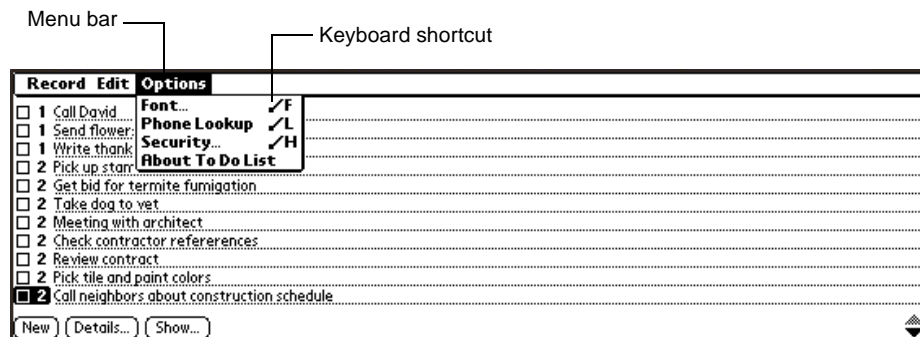 Menu bar
Keyboard shortcut
Record Edit Options
Font... /F
Phone Lookup /L
Security... /H
About To Do List
1 Call David
1 Send flower
1 Write thank
2 Pick up
2 Get bid for termite fumigation
2 Take dog to vet
2 Meeting with architect
2 Check contractor refererences
2 Review contract
2 Pick tile and paint colors
2 Call neighbors about construction schedule
New Details... Show...